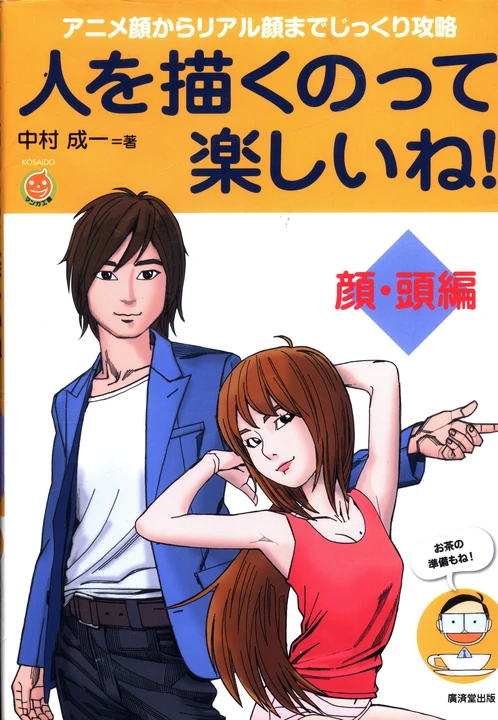 アニメ顔からリアル顔までじっくり攻略
人を描くのって
楽しいね!
中村 成一=著
KOSAIDO
マンガ工房
顔・頭編
お茶の
準備もね!
廣済堂出版